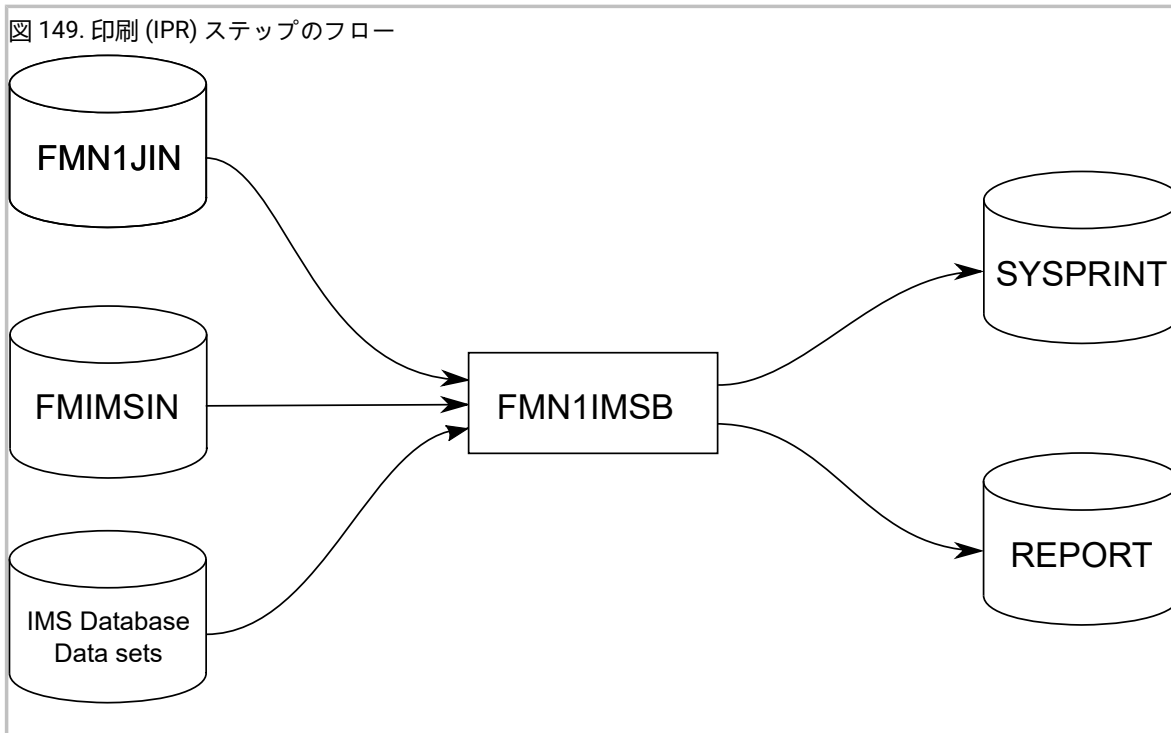 図 149. 印刷 (IPR) ステップのフロー
FMN1JIN
FMIMSIN
IMS Database
Data sets
FMN1IMSB
SYSPRINT
REPORT